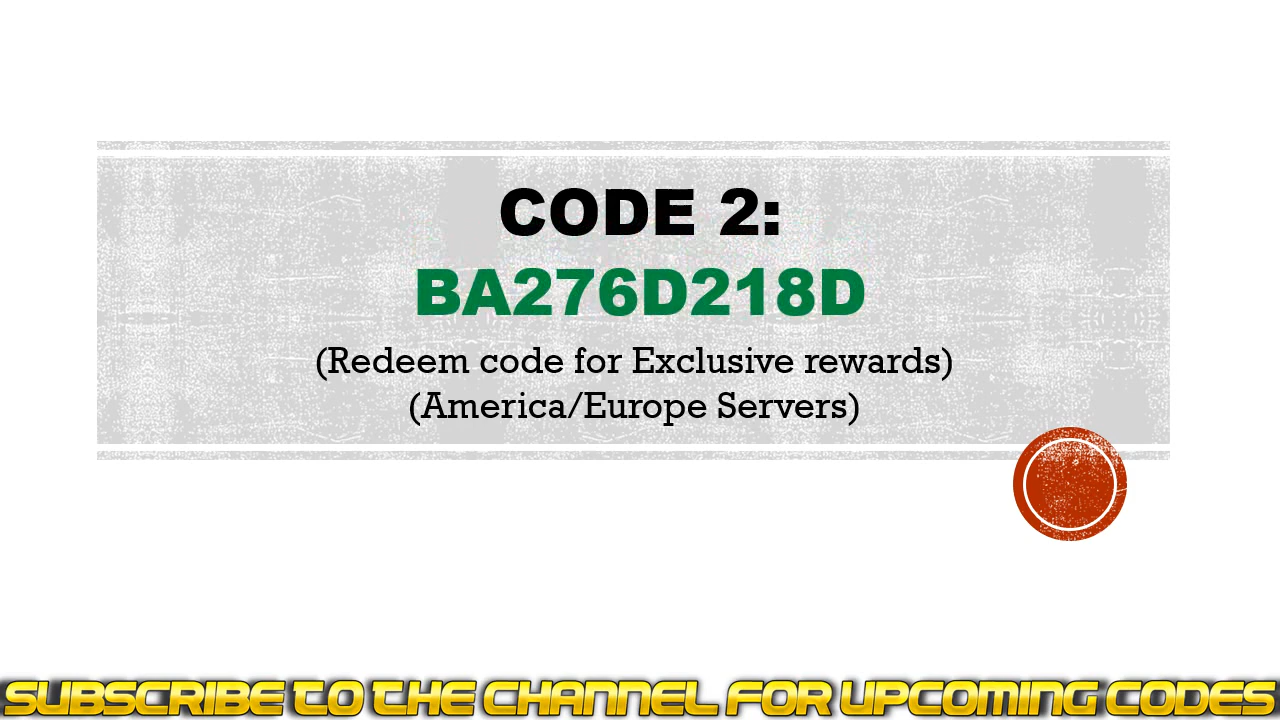 CODE 2:
BA276D218D
(Redeem code for Exclusive rewards)
(America/Europe Servers)
SUBSCRIBE TO THE CHANNEL FOR UPCOMING CODES